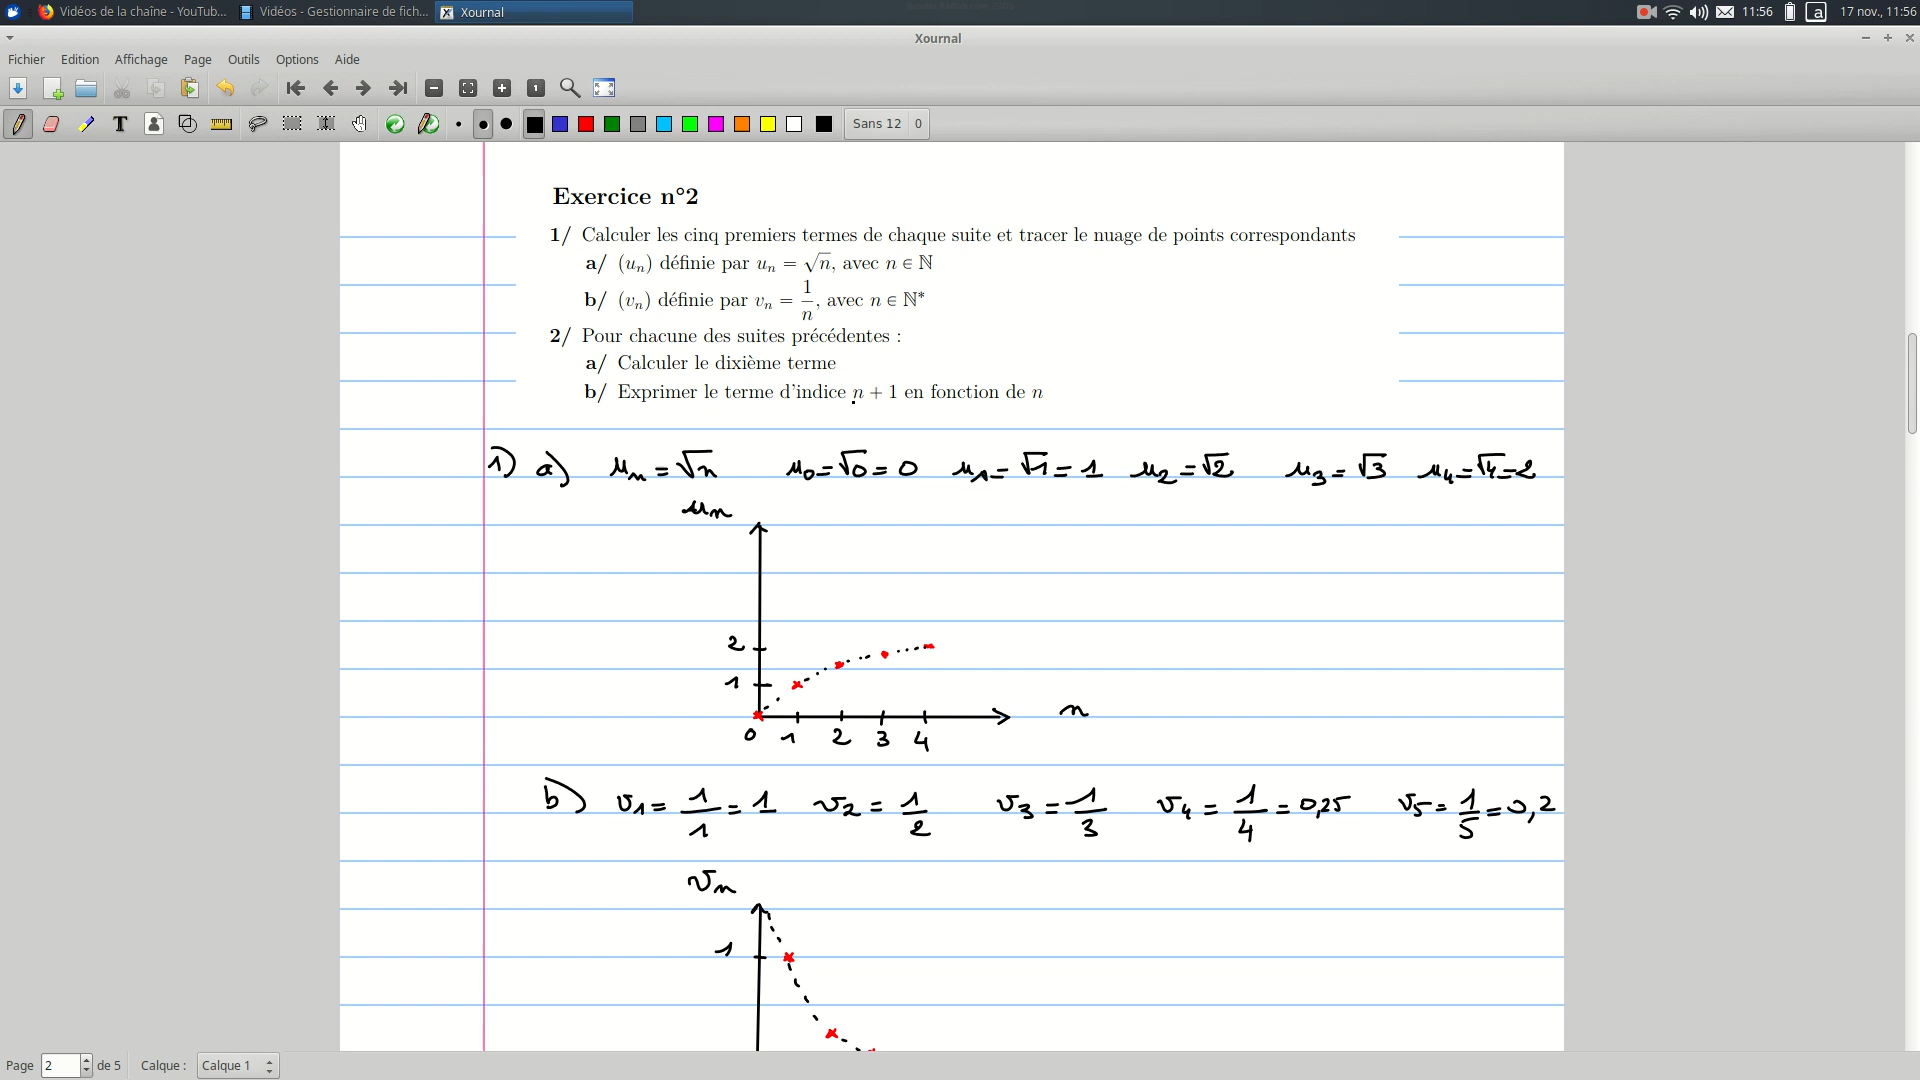 Vidéos de la chaîne - YouTub... Vidéos - Gestionnaire de fich... Xournal 11:56 a 17 nov., 11:56
Xournal
Fichier Edition Affichage Page Outils Options Aide
Sans 12 0
Exercice n°2
1/ Calculer les cinq premiers termes de chaque suite et tracer le nuage de points correspondants
a/ (uₙ) définie par uₙ = √n, avec n ∈ ℕ
b/ (vₙ) définie par vₙ = 1/n, avec n ∈ ℕ*
2/ Pour chacune des suites précédentes :
a/ Calculer le dixième terme
b/ Exprimer le terme d'indice n + 1 en fonction de n
1) a) uₙ = √n u₀ = √0 = 0 u₁ = √1 = 1 u₂ = √2 u₃ = √3 u₄ = √4 = 2
uₙ
2
1
n
0 1 2 3 4
b) v₁ = 1/1 = 1 v₂ = 1/2 v₃ = 1/3 v₄ = 1/4 = 0,25 v₅ = 1/5 = 0,2
vₙ
1
Page 2 de 5 Calque : Calque 1